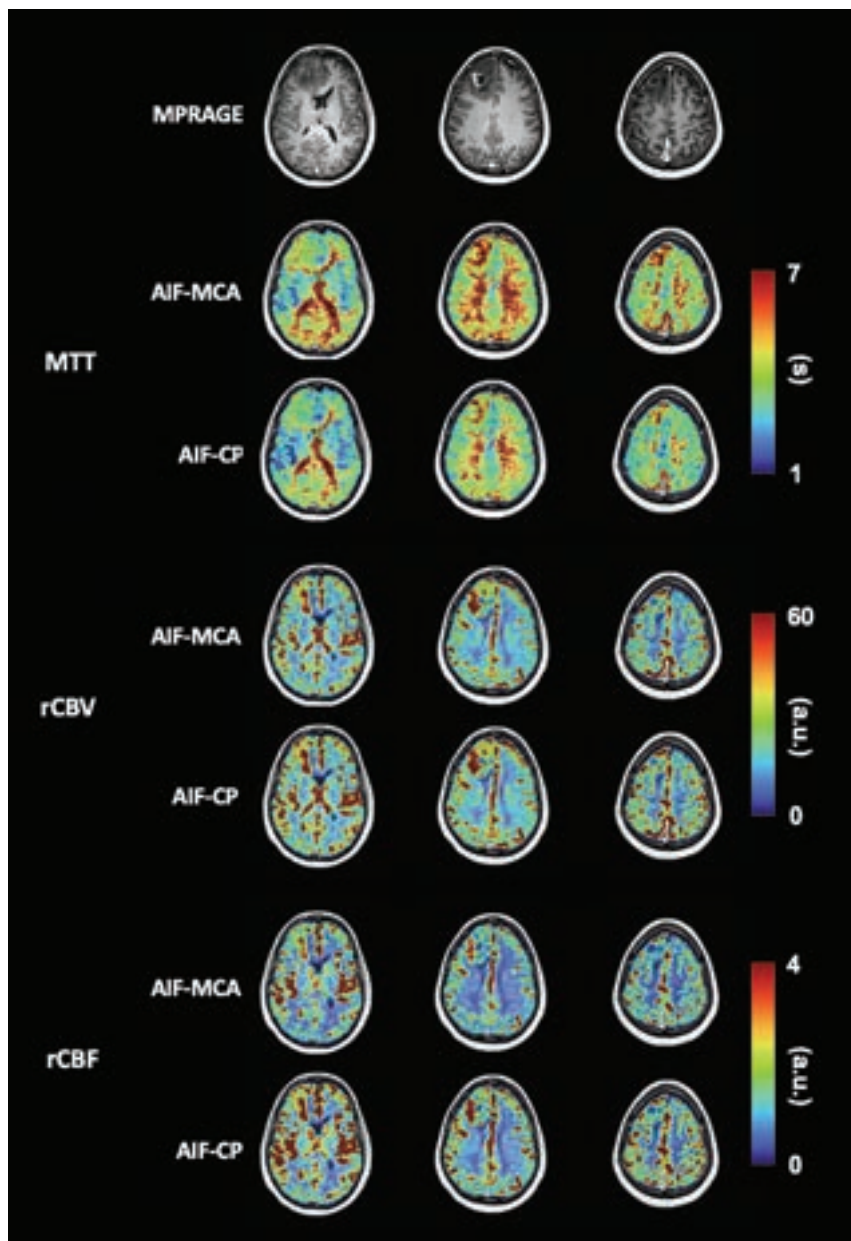 MPRAGE
MTT
AIF-MCA
AIF-CP
7
(s)
1
rCBV
AIF-MCA
AIF-CP
60
(a.u.)
0
rCBF
AIF-MCA
AIF-CP
4
(a.u.)
0